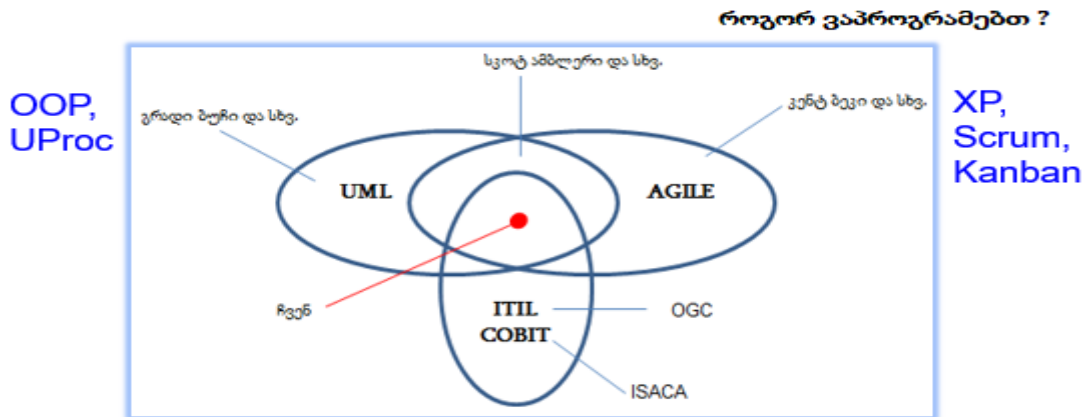 როგორ ვაპროგრამებთ ?
სკოტ ამბლერი და სხვ.
OOP,
UProc
გრადი ბუჩი და სხვ.
კენტ ბეკი და სხვ.
XP,
Scrum,
Kanban
UML
AGILE
ჩვენ
ITIL
COBIT
OGC
ISACA